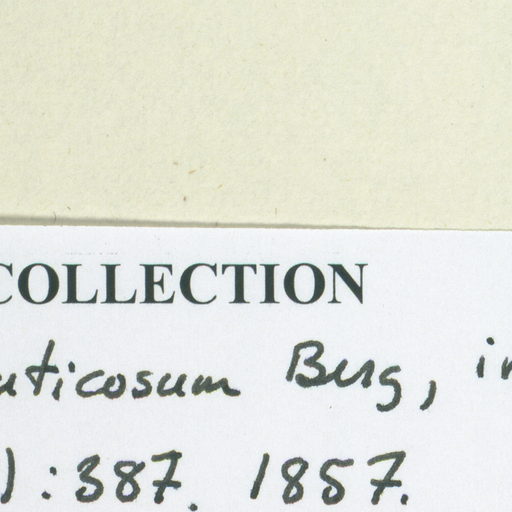 COLLECTION
uticosum Berg, in
): 387. 1857.